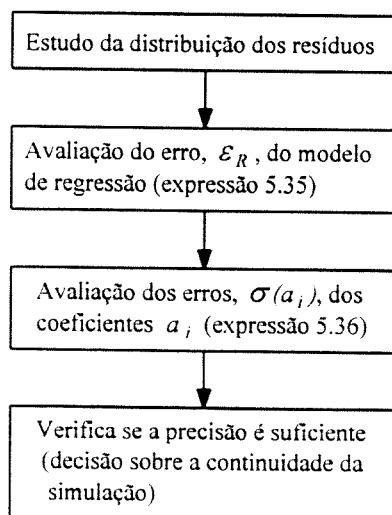 Estudo da distribuição dos resíduos
Avaliação do erro, ε_R , do modelo
de regressão (expressão 5.35)
Avaliação dos erros, σ(a_i), dos
coeficientes a_i (expressão 5.36)
Verifica se a precisão é suficiente
(decisão sobre a continuidade da
simulação)